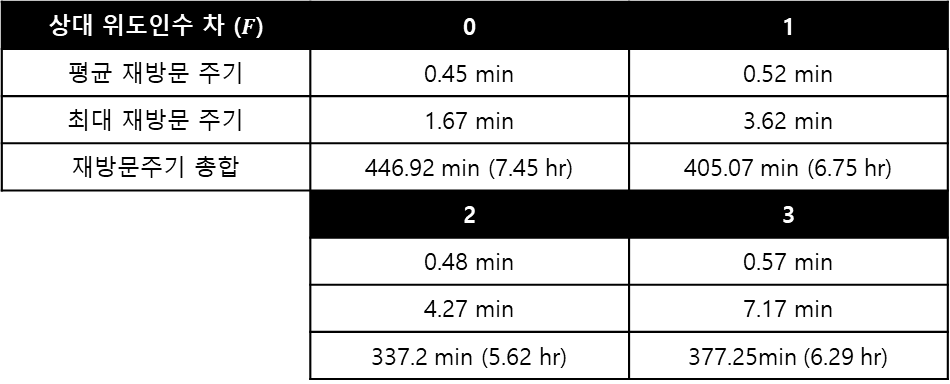 상대 위도인수 차 (F) 0 1
평균 재방문 주기 0.45 min 0.52 min
최대 재방문 주기 1.67 min 3.62 min
재방문주기 총합 446.92 min (7.45 hr) 405.07 min (6.75 hr)
2 3
0.48 min 0.57 min
4.27 min 7.17 min
337.2 min (5.62 hr) 377.25min (6.29 hr)